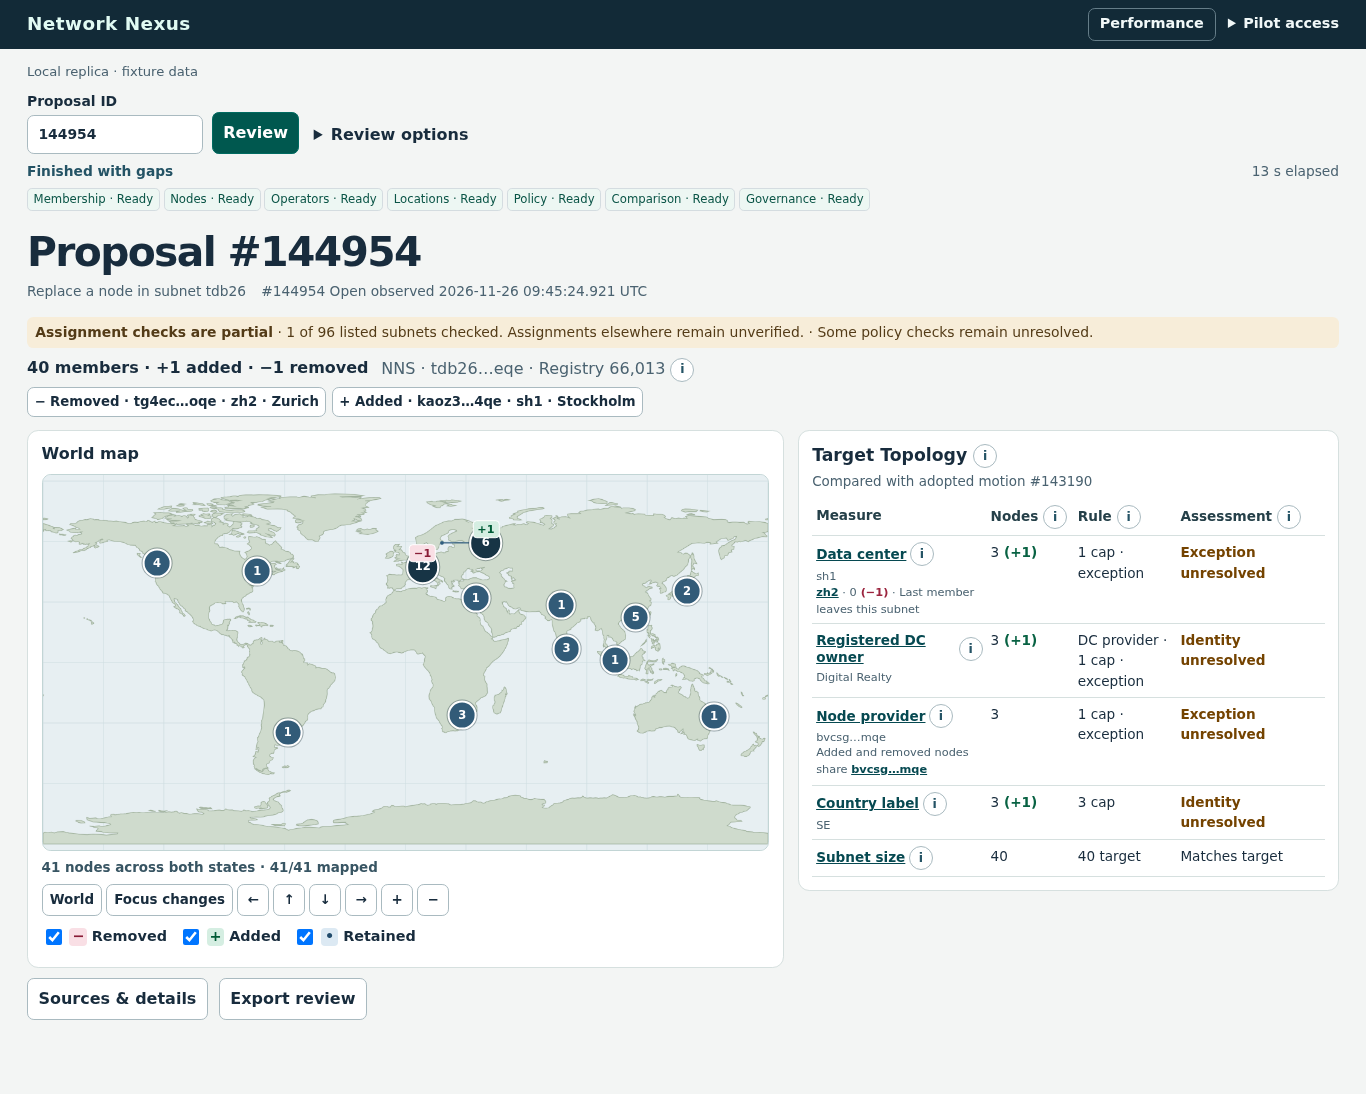 Network Nexus
Performance
Pilot access
Local replica · fixture data
Proposal ID
144954
Review
Review options
Finished with gaps
13 s elapsed
Membership · Ready
Nodes · Ready
Operators · Ready
Locations · Ready
Policy · Ready
Comparison · Ready
Governance · Ready
Proposal #144954
Replace a node in subnet tdb26 #144954 Open observed 2026-11-26 09:45:24.921 UTC
Assignment checks are partial · 1 of 96 listed subnets checked. Assignments elsewhere remain unverified. · Some policy checks remain unresolved.
40 members · +1 added · −1 removed NNS · tdb26…eqe · Registry 66,013 i
− Removed · tg4ec…oqe · zh2 · Zurich
+ Added · kaoz3…4qe · sh1 · Stockholm
World map
+1
6
−1
12
4
1
1
1
2
5
3
1
3
1
1
41 nodes across both states · 41/41 mapped
World
Focus changes
←
↑
↓
→
+
−
− Removed
+ Added
• Retained
Target Topology i
Compared with adopted motion #143190
Measure
Nodes i
Rule i
Assessment i
Data center i
sh1
zh2 · 0 (−1) · Last member
leaves this subnet
3 (+1)
1 cap ·
exception
Exception
unresolved
Registered DC
owner i
Digital Realty
3 (+1)
DC provider ·
1 cap ·
exception
Identity
unresolved
Node provider i
bvcsg…mqe
Added and removed nodes
share bvcsg…mqe
3
1 cap ·
exception
Exception
unresolved
Country label i
SE
3 (+1)
3 cap
Identity
unresolved
Subnet size i
40
40 target
Matches target
Sources & details
Export review